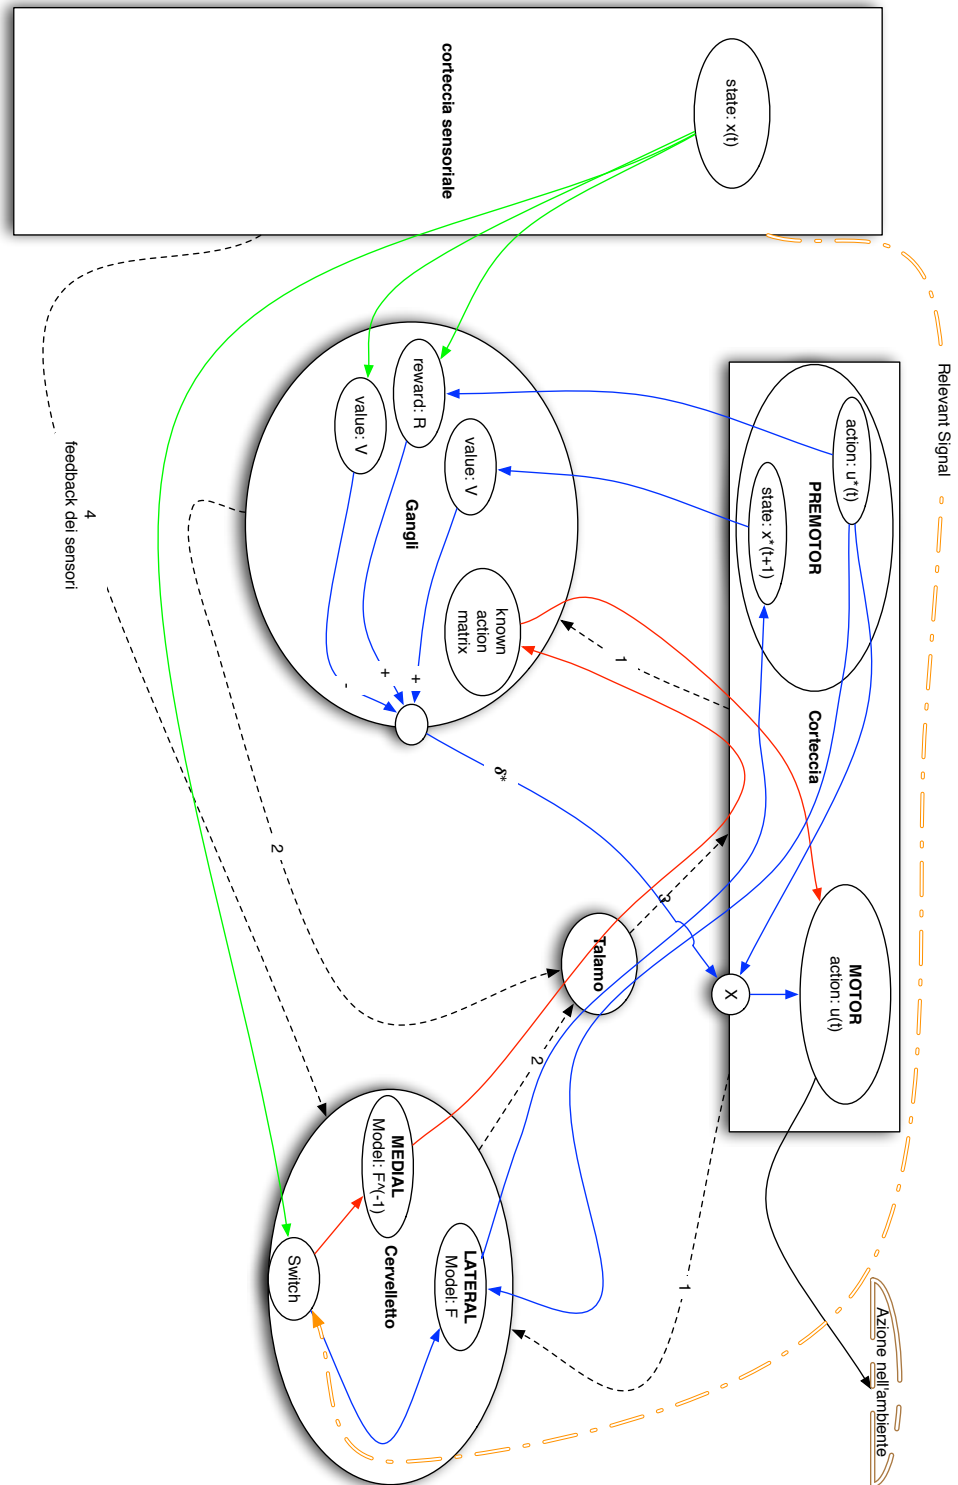 corteccia sensoriale
state: x(t)
Relevant Signal
action: u*(t)
PREMOTOR
state: x*(t+1)
Corteccia
MOTOR
action: u(t)
X
reward: R
value: V
value: V
Gangli
known
action
matrix
+
+
-
δ*
1
4
feedback dei sensori
2
3
Talamo
2
1
MEDIAL
Model: F^(-1)
Cervelletto
LATERAL
Model: F
Switch
Azione nell'ambiente